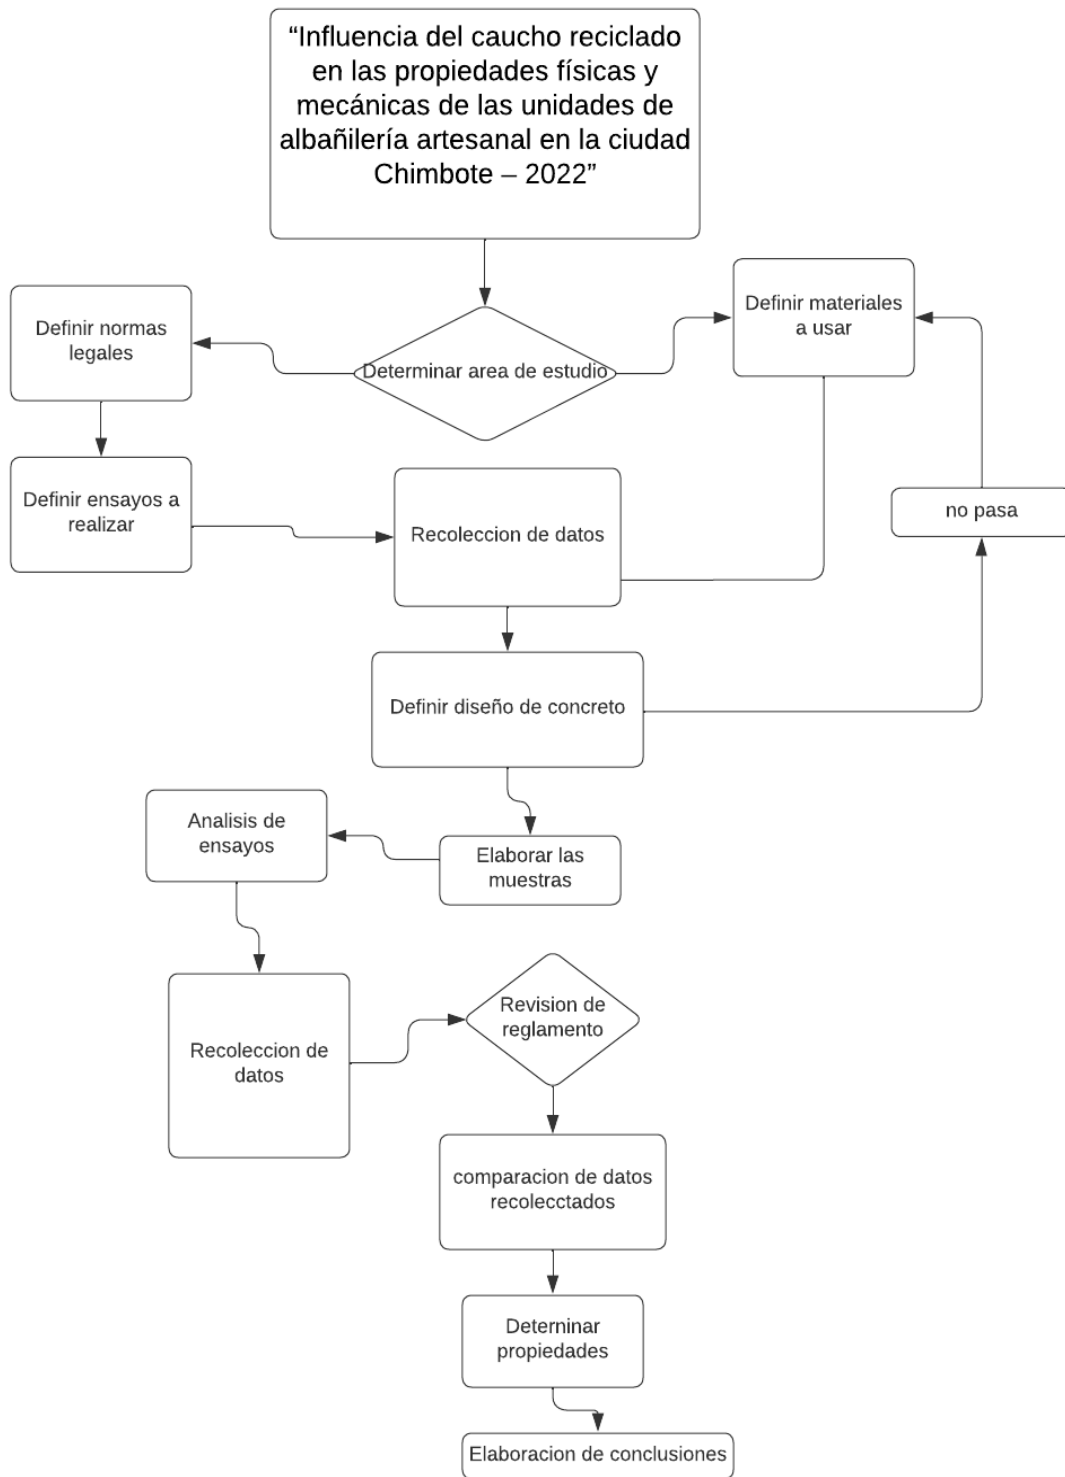 “Influencia del caucho reciclado
en las propiedades físicas y
mecánicas de las unidades de
albañilería artesanal en la ciudad
Chimbote – 2022”
Definir normas
legales
Determinar area de estudio
Definir materiales
a usar
Definir ensayos a
realizar
Recoleccion de datos
no pasa
Definir diseño de concreto
Analisis de
ensayos
Elaborar las
muestras
Recoleccion de
datos
Revision de
reglamento
comparacion de datos
recolecctados
Deterninar
propiedades
Elaboracion de conclusiones